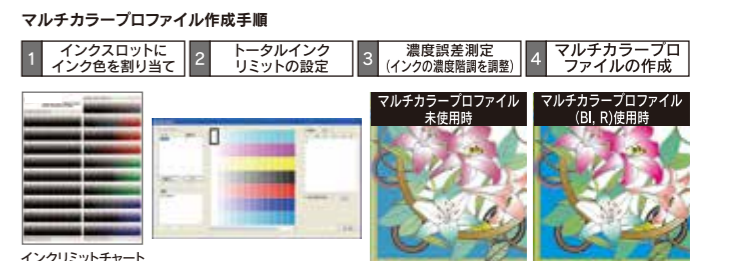 マルチカラープロファイル作成手順
1 インクスロットに
インク色を割り当て
2 トータルインク
リミットの設定
3 濃度誤差測定
(インクの濃度階調を調整)
4 マルチカラープロ
ファイルの作成
マルチカラープロファイル
未使用時
マルチカラープロファイル
(Bl, R)使用時
インクリミットチャート